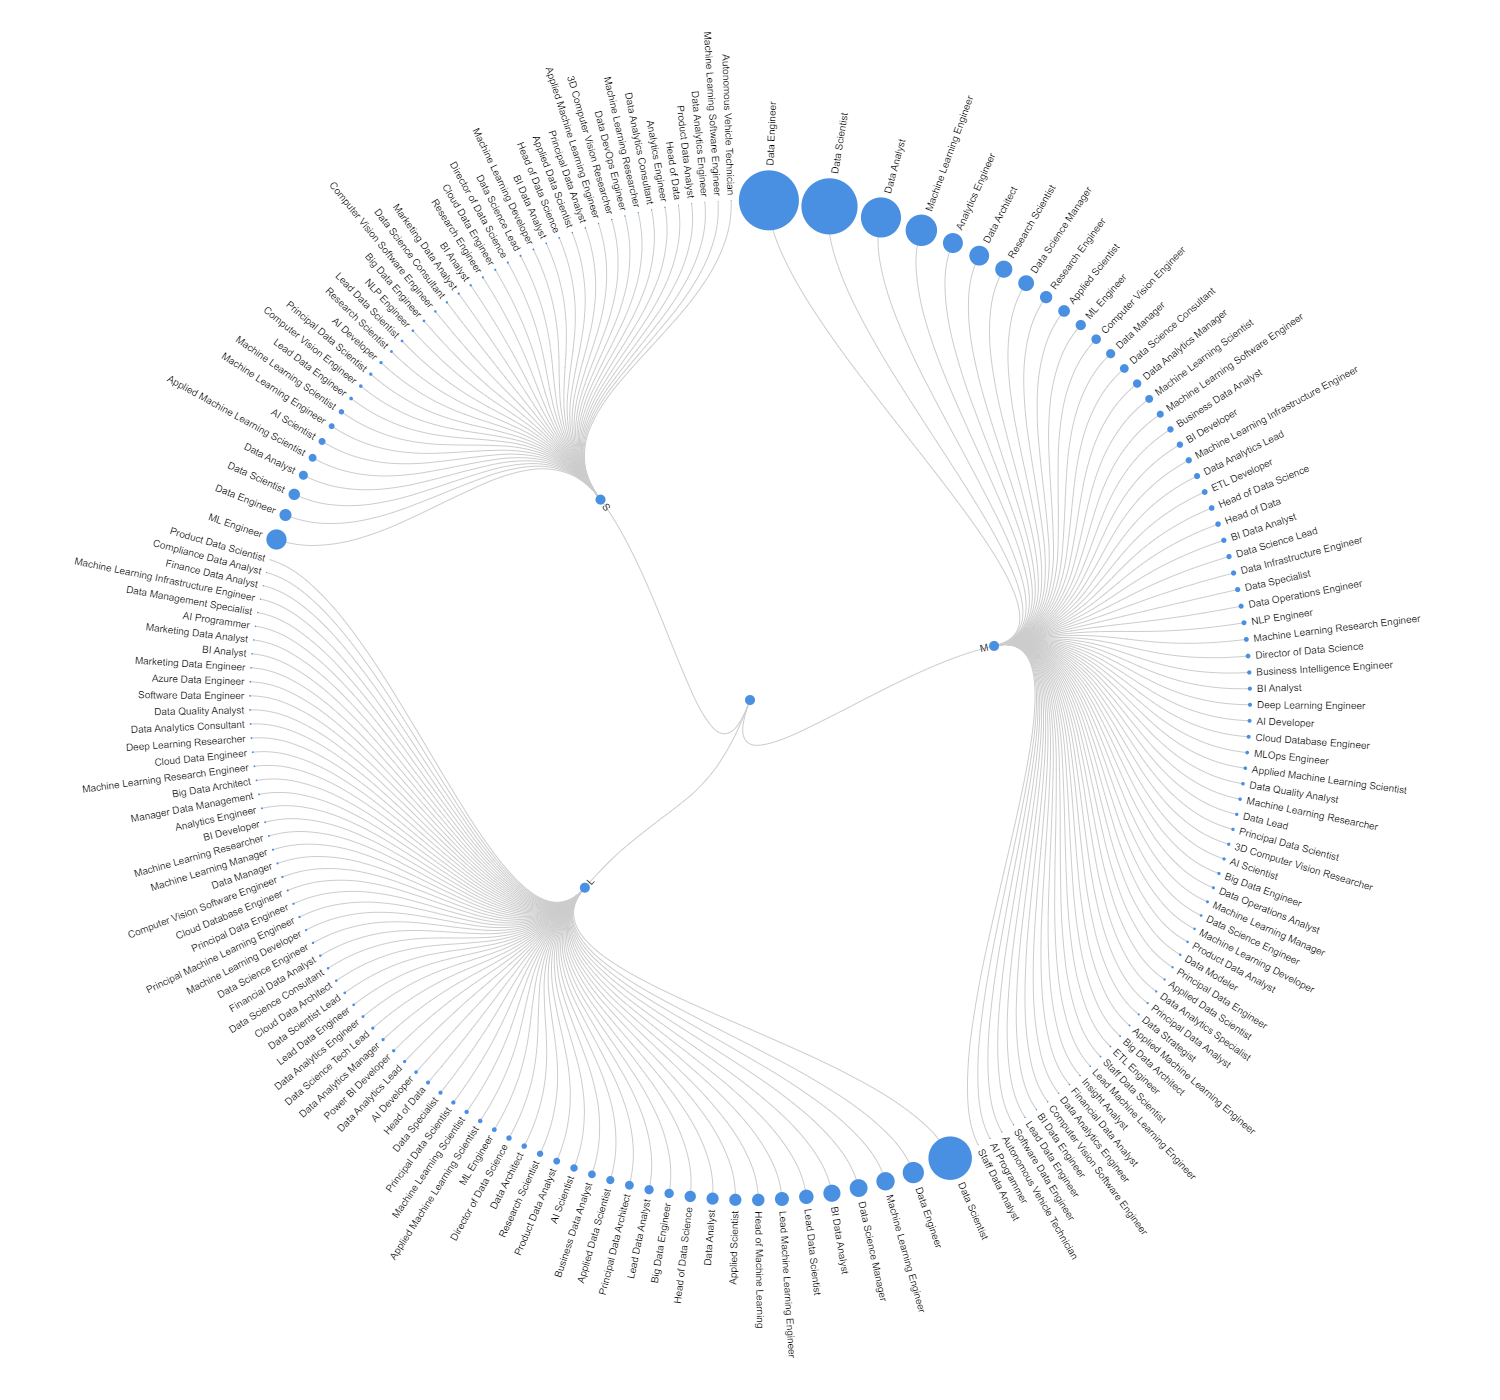 M
Data Engineer
Data Scientist
Data Analyst
Machine Learning Engineer
Analytics Engineer
Data Architect
Research Scientist
Data Science Manager
Research Engineer
Applied Scientist
ML Engineer
Computer Vision Engineer
Data Manager
Data Science Consultant
Data Analytics Manager
Machine Learning Scientist
Machine Learning Software Engineer
Business Data Analyst
BI Developer
Machine Learning Infrastructure Engineer
Data Analytics Lead
ETL Developer
Head of Data Science
Head of Data
BI Data Analyst
Data Science Lead
Data Infrastructure Engineer
Data Specialist
Data Operations Engineer
NLP Engineer
Machine Learning Research Engineer
Director of Data Science
Business Intelligence Engineer
BI Analyst
Deep Learning Engineer
AI Developer
Cloud Database Engineer
MLOps Engineer
Applied Machine Learning Scientist
Data Quality Analyst
Machine Learning Researcher
Data Lead
Principal Data Scientist
3D Computer Vision Researcher
AI Scientist
Big Data Engineer
Data Operations Analyst
Machine Learning Manager
Data Science Engineer
Machine Learning Developer
Product Data Analyst
Data Modeler
Principal Data Engineer
Applied Data Scientist
Data Analytics Specialist
Principal Data Analyst
Data Strategist
Applied Machine Learning Engineer
Big Data Architect
ETL Engineer
Staff Data Scientist
Lead Machine Learning Engineer
Insight Analyst
Financial Data Analyst
Data Analytics Engineer
Computer Vision Software Engineer
BI Data Engineer
Lead Data Engineer
Software Data Engineer
Autonomous Vehicle Technician
AI Programmer
Staff Data Analyst
L
Data Scientist
Data Engineer
Machine Learning Engineer
Data Science Manager
BI Data Analyst
Lead Data Scientist
Lead Machine Learning Engineer
Head of Machine Learning
Applied Scientist
Data Analyst
Head of Data Science
Big Data Engineer
Lead Data Analyst
Principal Data Architect
Applied Data Scientist
Business Data Analyst
AI Scientist
Product Data Analyst
Research Scientist
Data Architect
Director of Data Science
ML Engineer
Applied Machine Learning Scientist
Machine Learning Scientist
Principal Data Scientist
Data Specialist
Head of Data
AI Developer
Data Analytics Lead
Power BI Developer
Data Analytics Manager
Data Science Tech Lead
Data Analytics Engineer
Lead Data Engineer
Data Scientist Lead
Cloud Data Architect
Data Science Consultant
Financial Data Analyst
Data Science Engineer
Machine Learning Developer
Principal Machine Learning Engineer
Principal Data Engineer
Cloud Database Engineer
Computer Vision Software Engineer
Data Manager
Machine Learning Manager
Machine Learning Researcher
BI Developer
Analytics Engineer
Manager Data Management
Big Data Architect
Machine Learning Research Engineer
Cloud Data Engineer
Deep Learning Researcher
Data Analytics Consultant
Data Quality Analyst
Software Data Engineer
Azure Data Engineer
Marketing Data Engineer
BI Analyst
Marketing Data Analyst
AI Programmer
Data Management Specialist
Machine Learning Infrastructure Engineer
Finance Data Analyst
Compliance Data Analyst
Product Data Scientist
S
ML Engineer
Data Engineer
Data Scientist
Data Analyst
Applied Machine Learning Scientist
AI Scientist
Machine Learning Engineer
Machine Learning Scientist
Lead Data Engineer
Computer Vision Engineer
Principal Data Scientist
AI Developer
Research Scientist
Lead Data Scientist
NLP Engineer
Big Data Engineer
Computer Vision Software Engineer
Data Science Consultant
Marketing Data Analyst
BI Analyst
Research Engineer
Cloud Data Engineer
Director of Data Science
Data Science Lead
Machine Learning Developer
BI Data Analyst
Head of Data Science
Applied Data Scientist
Principal Data Analyst
Applied Machine Learning Engineer
3D Computer Vision Researcher
Data DevOps Engineer
Machine Learning Researcher
Data Analytics Consultant
Analytics Engineer
Head of Data
Product Data Analyst
Data Analytics Engineer
Machine Learning Software Engineer
Autonomous Vehicle Technician